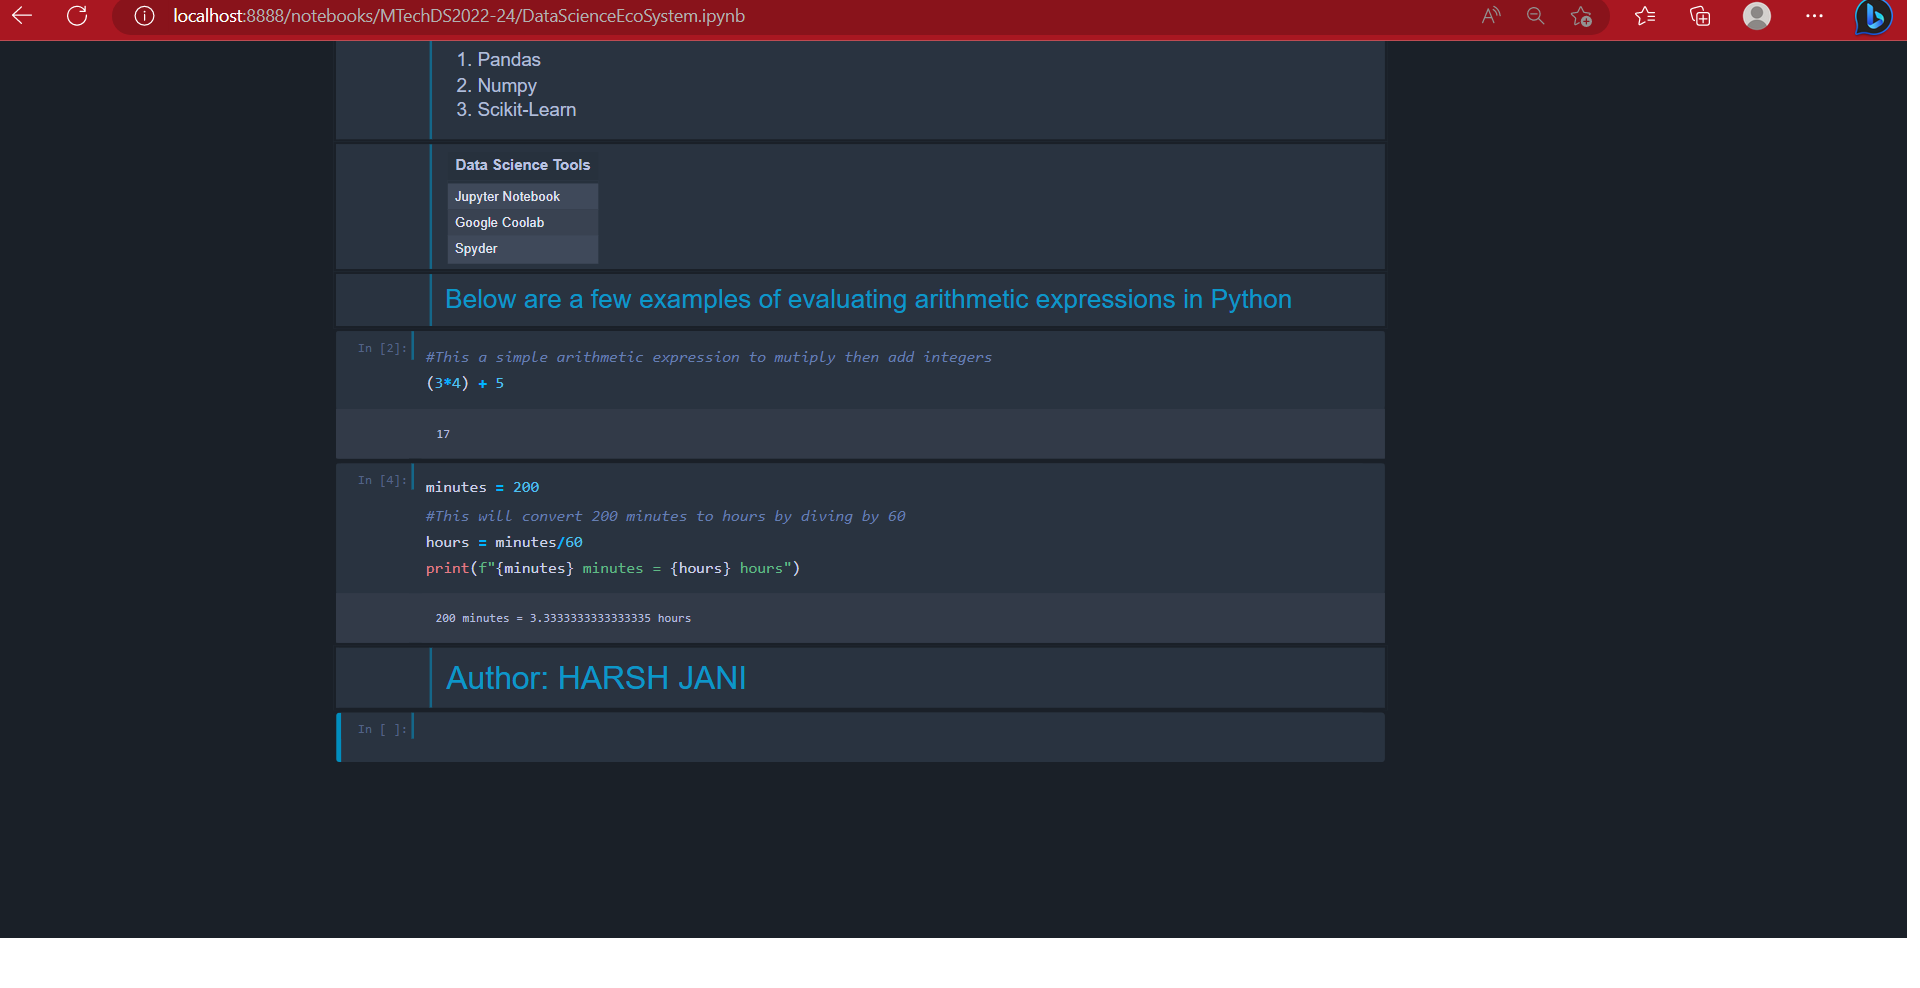 localhost:8888/notebooks/MTechDS2022-24/DataScienceEcoSystem.ipynb
1. Pandas
2. Numpy
3. Scikit-Learn
Data Science Tools
Jupyter Notebook
Google Coolab
Spyder
Below are a few examples of evaluating arithmetic expressions in Python
In [2]:
#This a simple arithmetic expression to mutiply then add integers
(3*4) + 5
17
In [4]:
minutes = 200
#This will convert 200 minutes to hours by diving by 60
hours = minutes/60
print(f"{minutes} minutes = {hours} hours")
200 minutes = 3.3333333333333335 hours
Author: HARSH JANI
In [ ]: